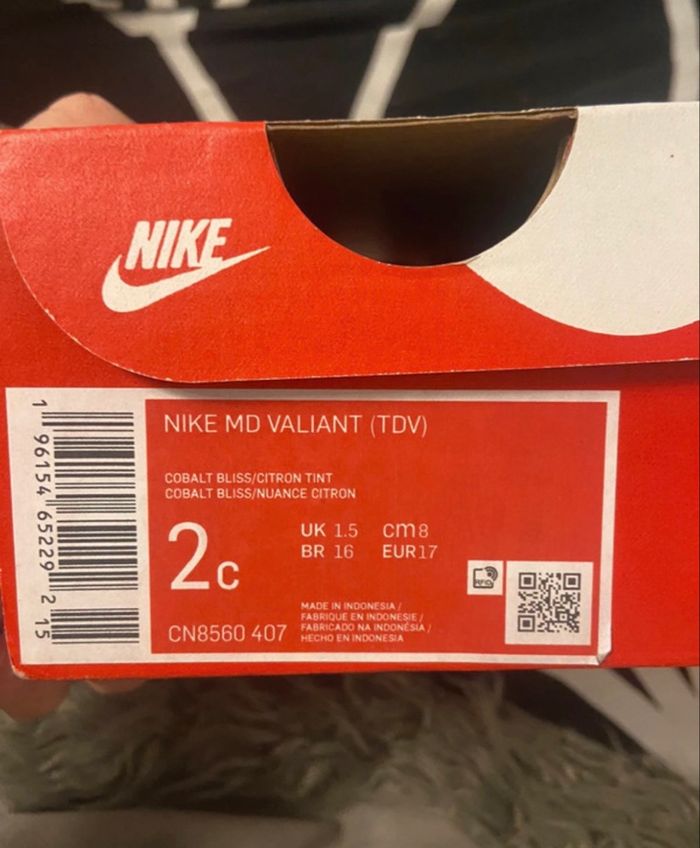 NIKE
1 96154 65229 2 15
NIKE MD VALIANT (TDV)
COBALT BLISS/CITRON TINT
COBALT BLISS/NUANCE CITRON
2c
UK 1.5 cm 8
BR 16 EUR 17
RFID
CN8560 407
MADE IN INDONESIA /
FABRIQUE EN INDONESIE /
FABRICADO NA INDONÉSIA /
HECHO EN INDONESIA